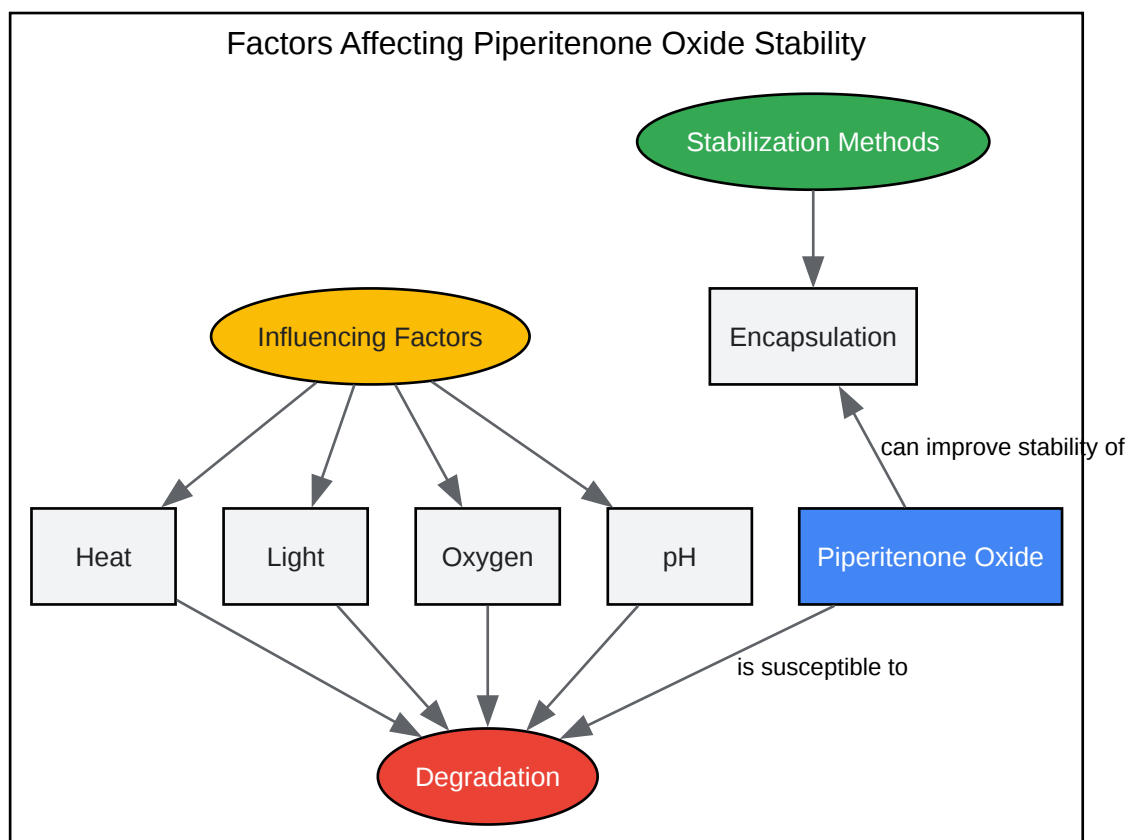 Factors Affecting Piperitenone Oxide Stability
Stabilization Methods
Influencing Factors
Encapsulation
can improve stability of
Heat
Light
Oxygen
pH
Piperitenone Oxide
is susceptible to
Degradation